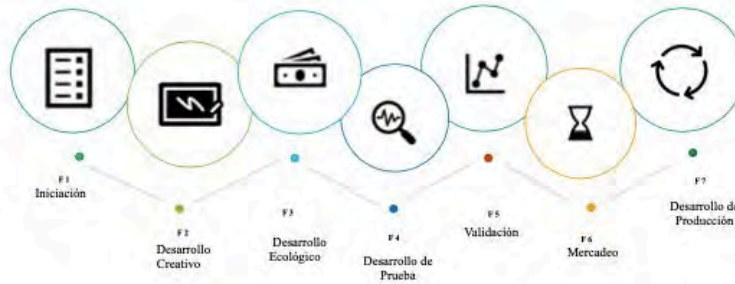 F1
Iniciación
F2
Desarrollo
Creativo
F3
Desarrollo
Ecológico
F4
Desarrollo de
Prueba
F5
Validación
F6
Mercadeo
F7
Desarrollo de
Producción